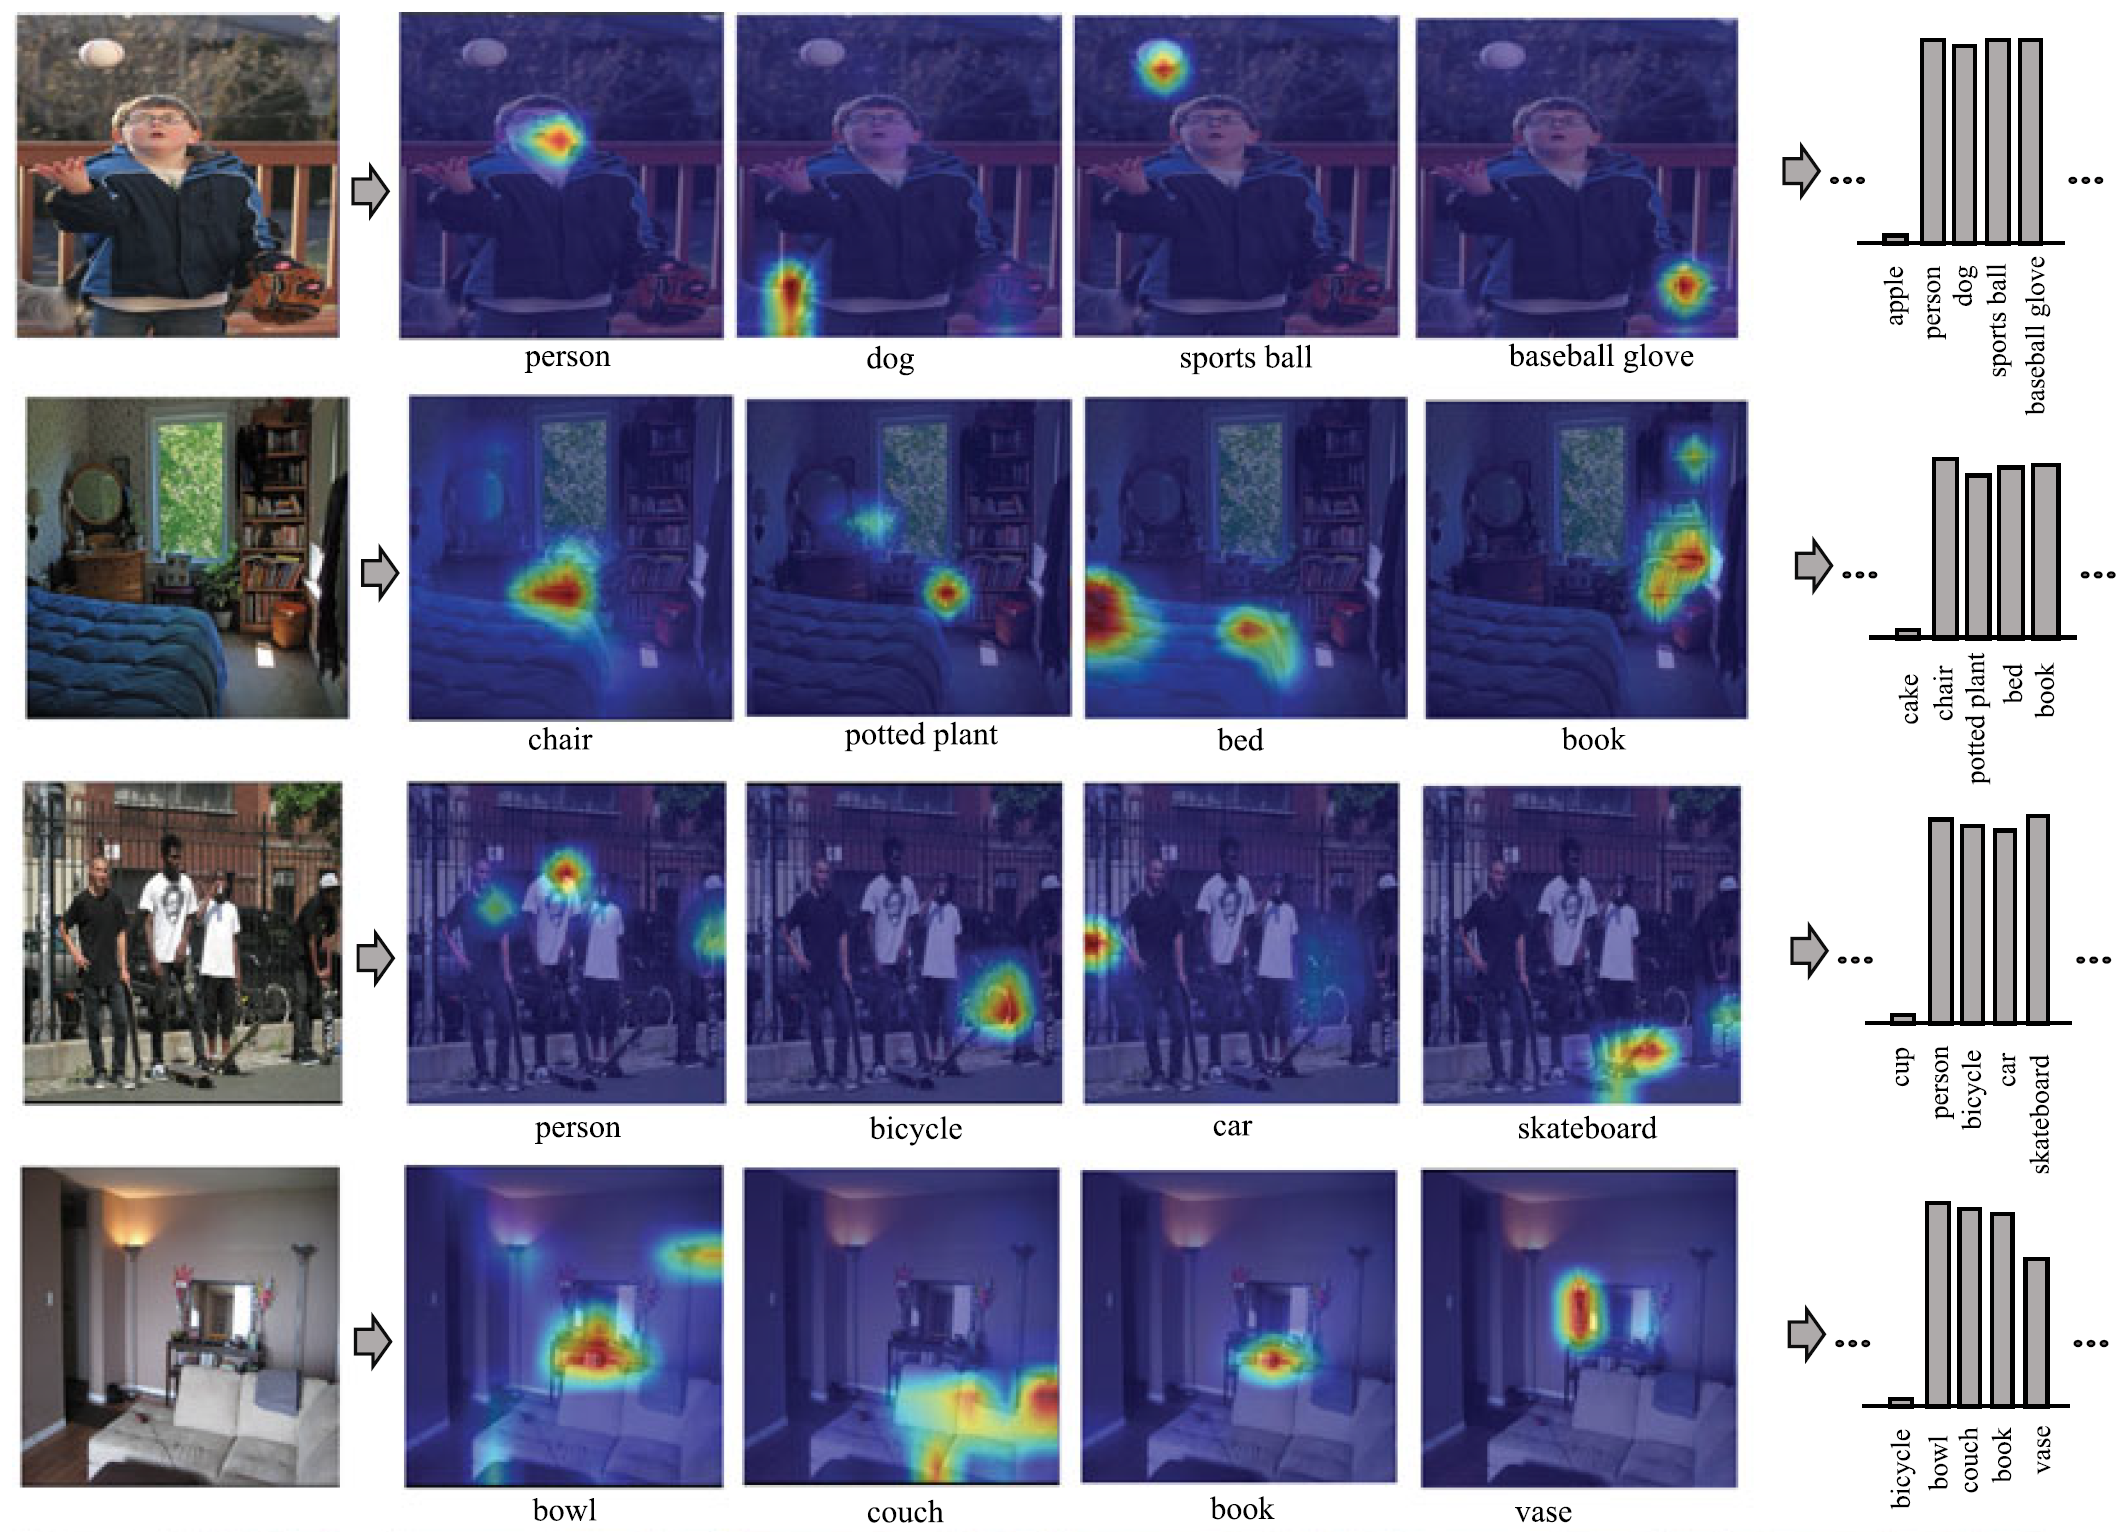 person
dog
sports ball
baseball glove
apple
person
dog
sports ball
baseball glove
chair
potted plant
bed
book
cake
chair
potted plant
bed
book
person
bicycle
car
skateboard
cup
person
bicycle
car
skateboard
bowl
couch
book
vase
bicycle
bowl
couch
book
vase